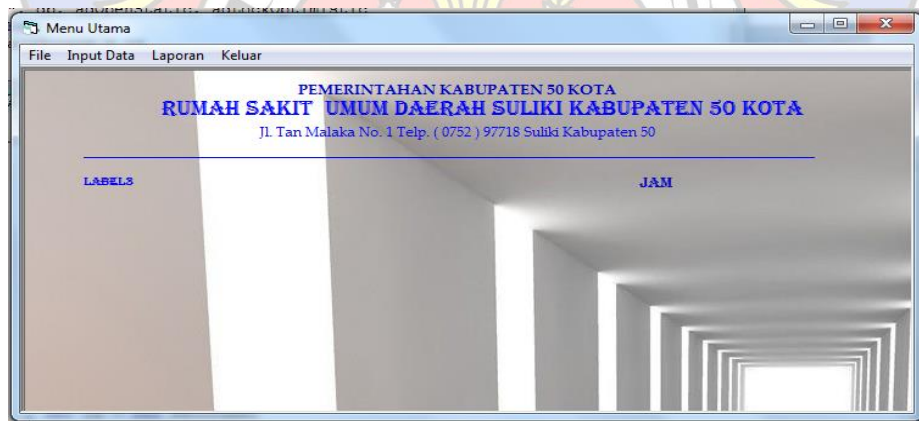 Menu Utama
File Input Data Laporan Keluar
PEMERINTAHAN KABUPATEN 50 KOTA
RUMAH SAKIT UMUM DAERAH SULIKI KABUPATEN 50 KOTA
Jl. Tan Malaka No. 1 Telp. ( 0752 ) 97718 Suliki Kabupaten 50
LABEL3 JAM